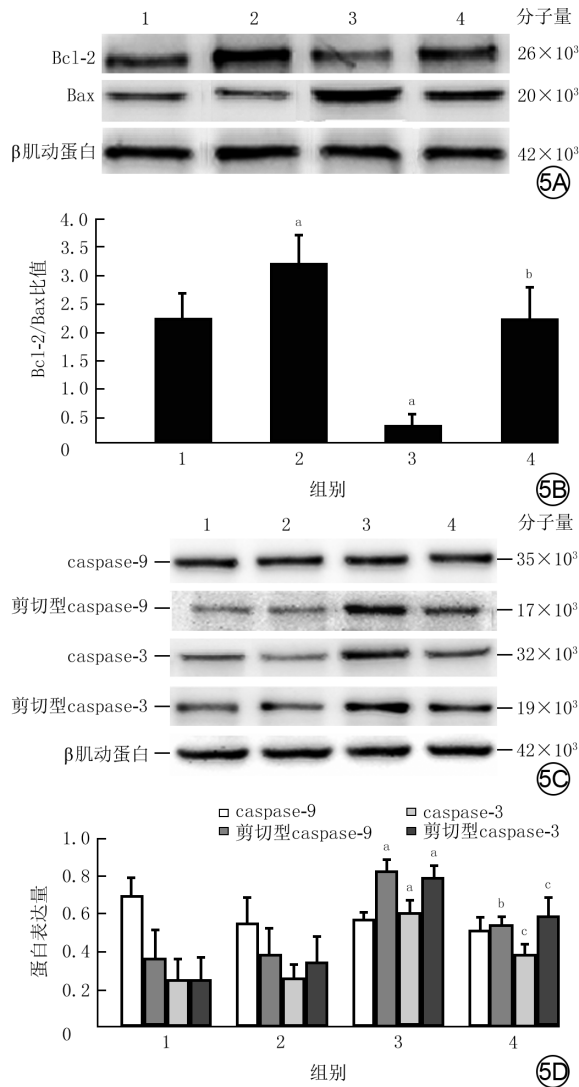 1 2 3 4 分子量
Bcl-2 26×10³
Bax 20×10³
β肌动蛋白 42×10³
5A
4.0
3.5
3.0
2.5
2.0
1.5
1.0
0.5
0
Bcl-2/Bax比值
a
a
b
1 2 3 4
组别
5B
1 2 3 4 分子量
caspase-9 35×10³
剪切型caspase-9 17×10³
caspase-3 32×10³
剪切型caspase-3 19×10³
β肌动蛋白 42×10³
5C
caspase-9 caspase-3
剪切型caspase-9 剪切型caspase-3
1.0
0.8
0.6
0.4
0.2
0
蛋白表达量
a a a
b c c
1 2 3 4
组别
5D